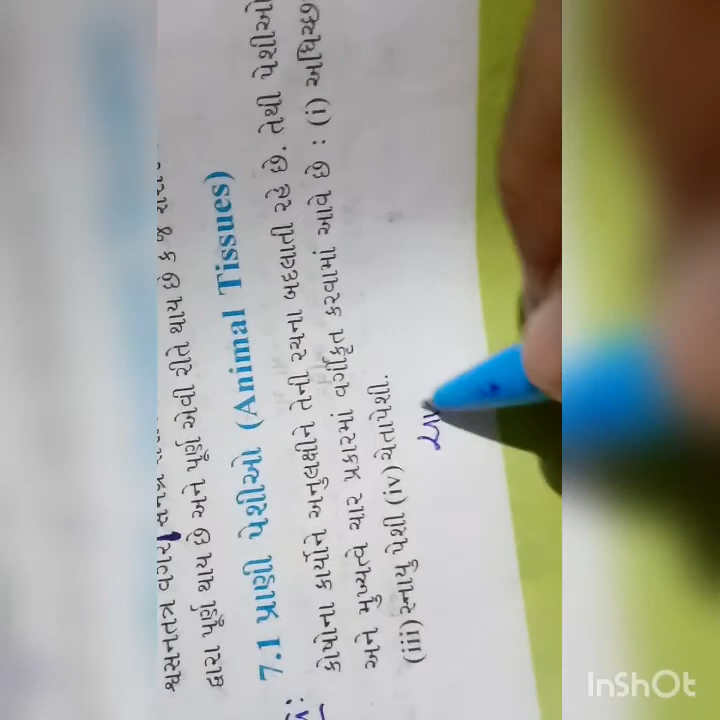 શ્વસનતંત્ર વગર
દ્વારા પૂર્ણ થાય છે અને પૂર્ણ એવી રીતે થાય છે કે જે
7.1 પ્રાણી પેશીઓ (Animal Tissues)
કોષોના કાર્યોને અનુલક્ષીને તેની રચના બદલાતી રહે છે. તેથી પેશીઓ
અને મુખ્યત્વે ચાર પ્રકારમાં વર્ગીકૃત કરવામાં આવે છે : (i)
(iii) સ્નાયુ પેશી (iv) ચેતાપેશી.
InShOt